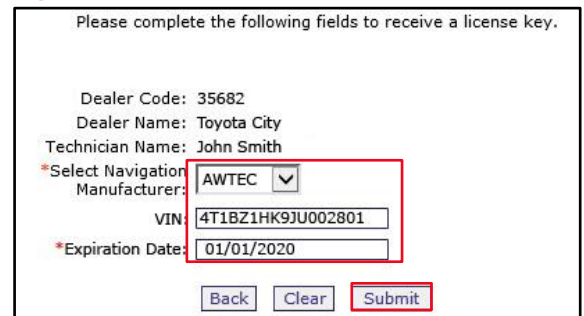 Please complete the following fields to receive a license key.
Dealer Code: 35682
Dealer Name: Toyota City
Technician Name: John Smith
*Select Navigation
Manufacturer: AWTEC
VIN: 4T1BZ1HK9JU002801
*Expiration Date: 01/01/2020
Back Clear Submit